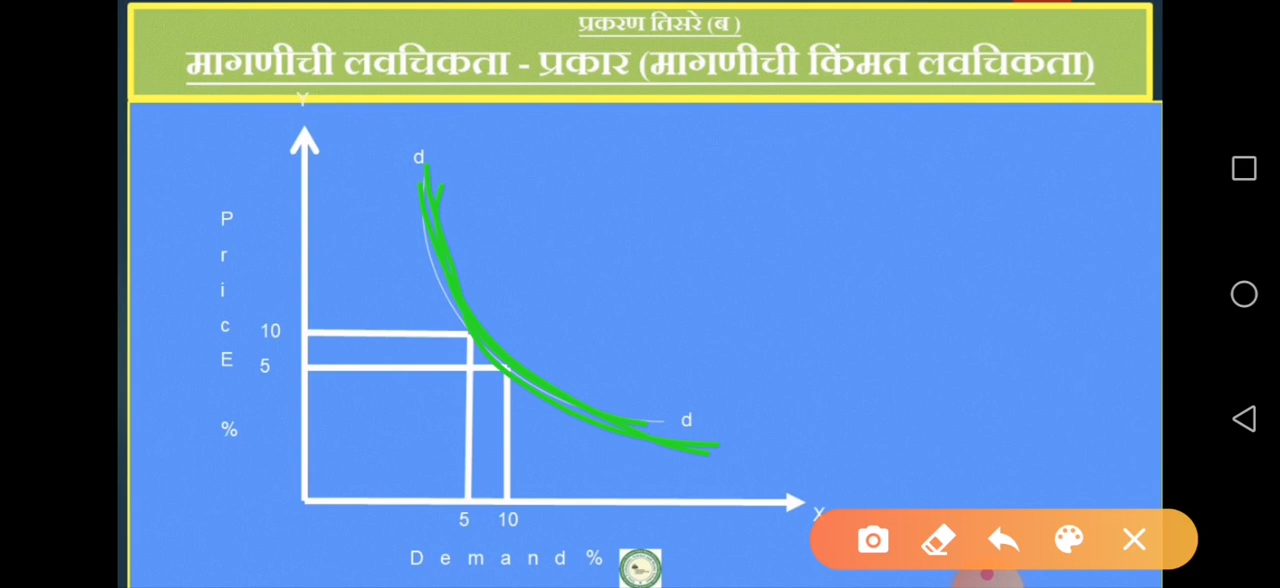 प्रकरण तिसरे (ब )
मागणीची लवचिकता - प्रकार (मागणीची किंमत लवचिकता)
Y
d
P
r
i
c 10
E 5
%
d
X
5 10
D e m a n d %